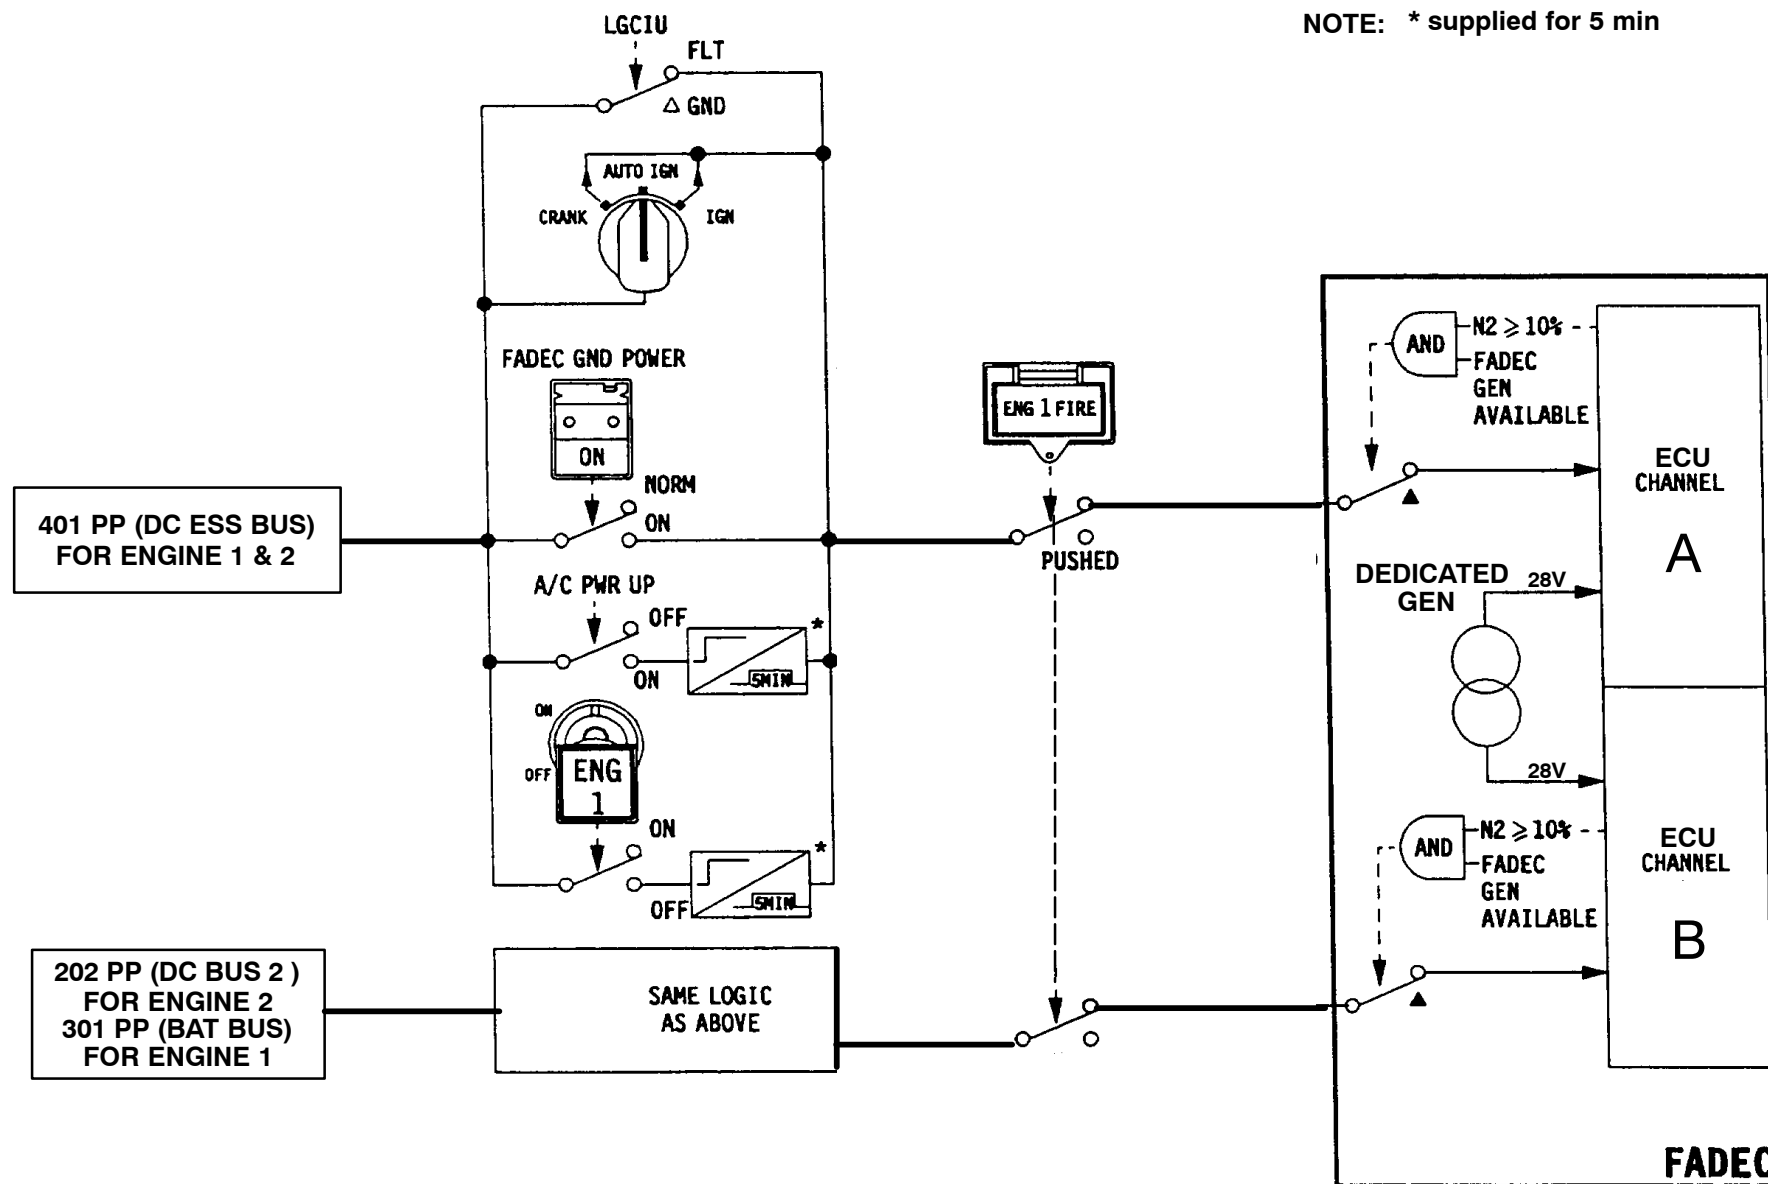 NOTE: * supplied for 5 min
LGCIU
FLT
GND
AUTO IGN
CRANK
IGN
FADEC GND POWER
ON
NORM
ON
401 PP (DC ESS BUS)
FOR ENGINE 1 & 2
A/C PWR UP
OFF
*
ON
5MIN
ON
OFF
ENG
1
ON
*
OFF
5MIN
202 PP (DC BUS 2 )
FOR ENGINE 2
301 PP (BAT BUS)
FOR ENGINE 1
SAME LOGIC
AS ABOVE
ENG 1 FIRE
PUSHED
AND
N2 ⩾ 10%
FADEC
GEN
AVAILABLE
ECU
CHANNEL
A
DEDICATED
GEN
28V
28V
AND
N2 ⩾ 10%
FADEC
GEN
AVAILABLE
ECU
CHANNEL
B
FADEC